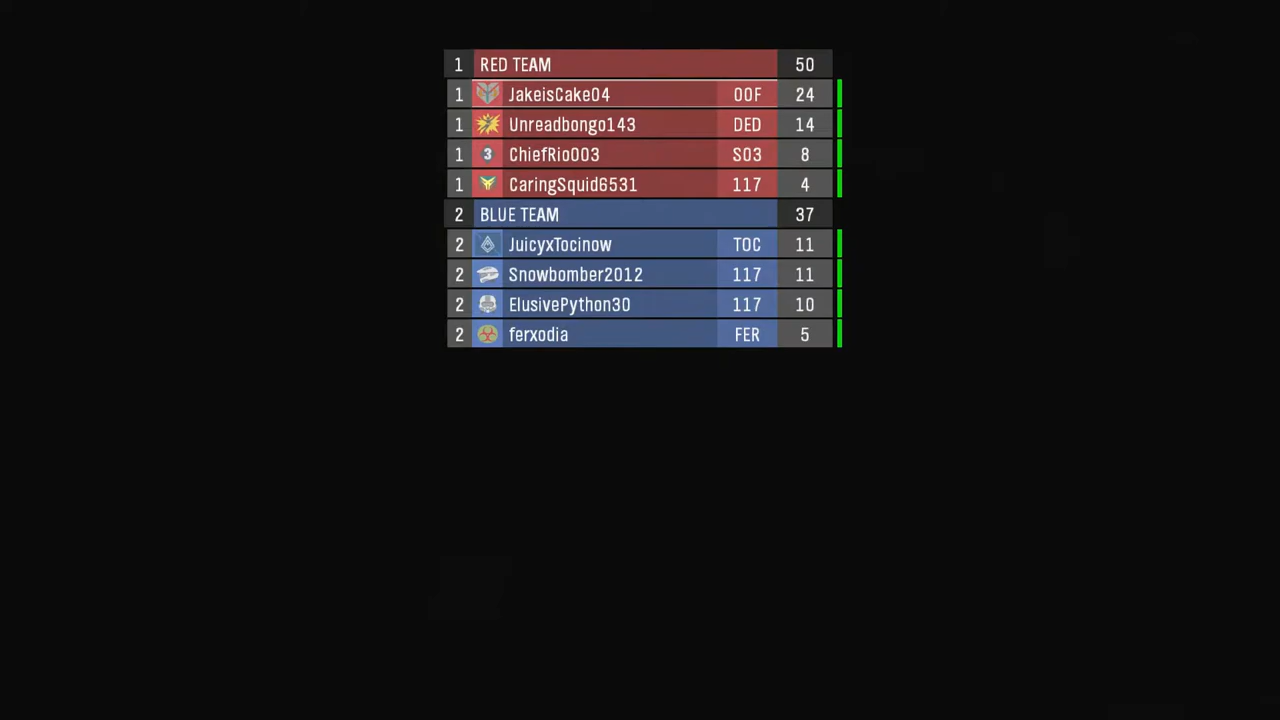 1 RED TEAM 50
1 JakeisCake04 OOF 24
1 Unreadbongo143 DED 14
1 3 ChiefRio003 S03 8
1 CaringSquid6531 117 4
2 BLUE TEAM 37
2 JuicyxTocinow TOC 11
2 Snowbomber2012 117 11
2 ElusivePython30 117 10
2 ferxodia FER 5